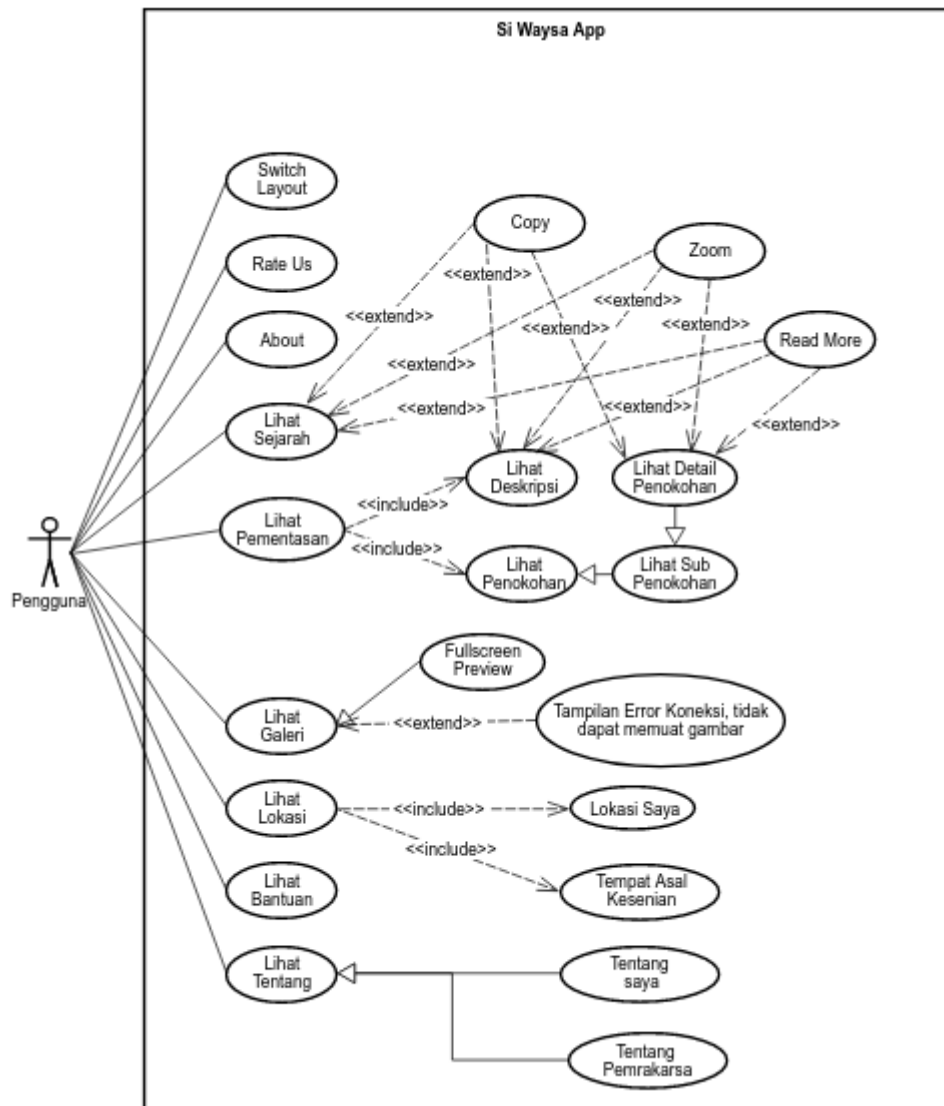 Si Waysa App
Switch
Layout
Copy
Zoom
Rate Us
<<extend>>
<<extend>>
<<extend>>
<<extend>>
<<extend>>
About
Read More
<<extend>>
<<extend>>
<<extend>>
<<extend>>
Lihat
Sejarah
Lihat
Deskripsi
Lihat Detail
Penokohan
<<include>>
Lihat
Pementasan
<<include>>
Lihat
Penokohan
Lihat Sub
Penokohan
Pengguna
Fullscreen
Preview
Lihat
Galeri
<<extend>>
Tampilan Error Koneksi, tidak
dapat memuat gambar
Lihat
Lokasi
<<include>>
Lokasi Saya
<<include>>
Lihat
Bantuan
Tempat Asal
Kesenian
Lihat
Tentang
Tentang
saya
Tentang
Pemrakarsa